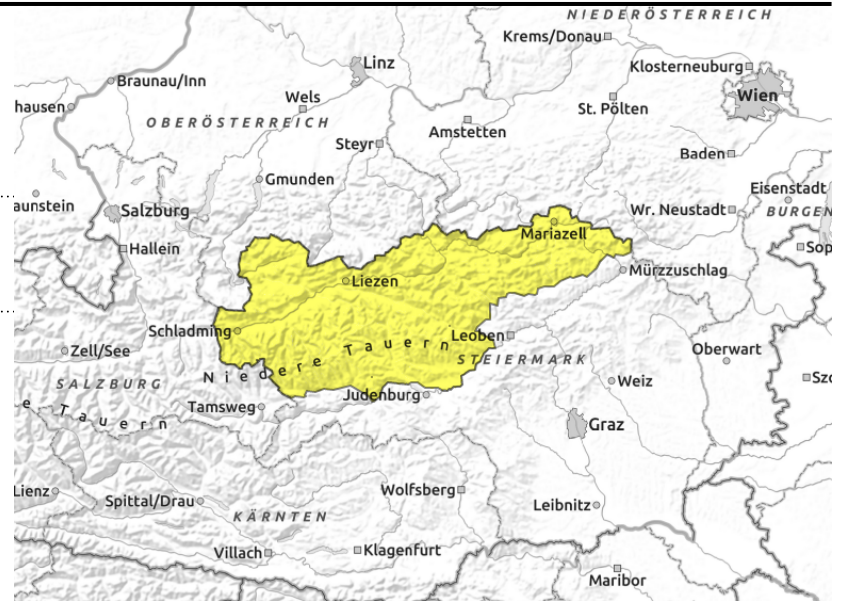 NIEDERÖSTERREICH
Krems/Donau
Linz
Klosterneuburg
Braunau/Inn
Wien
hausen
Wels
St. Pölten
OBERÖSTERREICH
Amstetten
Steyr
Baden
Gmunden
Eisenstadt
aunstein
Salzburg
Wr. Neustadt
BURGEN
Mariazell
Hallein
Sop
Mürzzuschlag
Liezen
Schladming
Leoben
Niedere Tauern
Zell/See
STEIERMARK
Oberwart
SALZBURG
Weiz
Szo
Judenburg
Tamsweg
e Tauern
Graz
Lienz
Wolfsberg
Spittal/Drau
Leibnitz
KÄRNTEN
Villach
Klagenfurt
Maribor